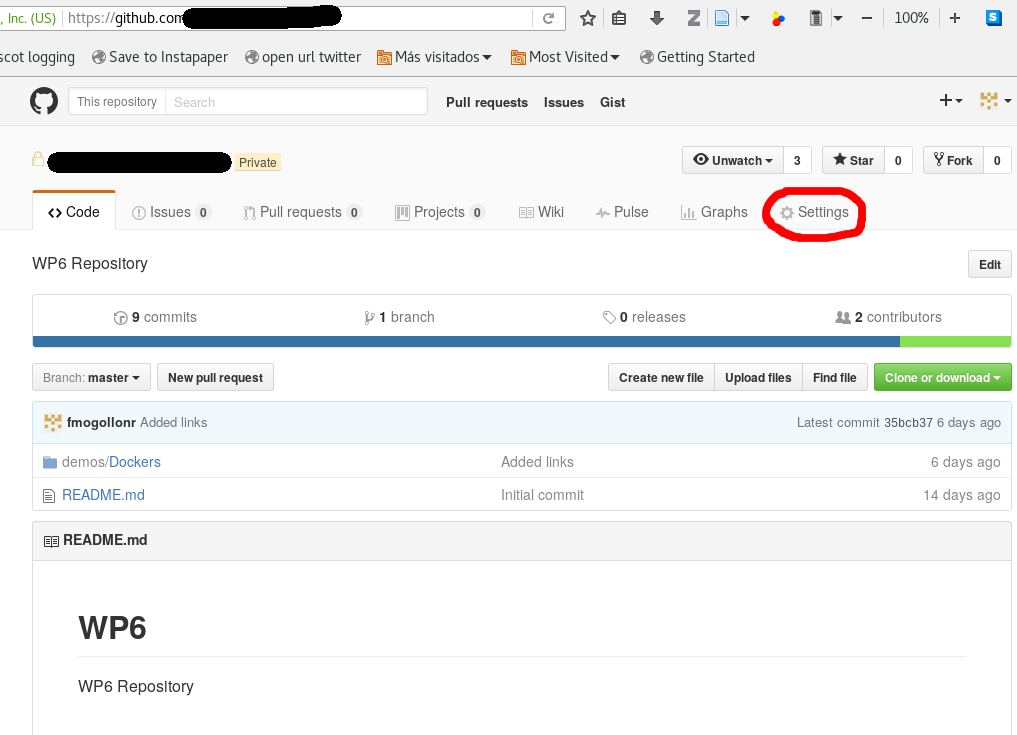 , Inc. (US) https://github.com 100%
scot logging Save to Instapaper open url twitter Más visitados Most Visited Getting Started
This repository Search Pull requests Issues Gist
Private Unwatch 3 Star 0 Fork 0
Code Issues 0 Pull requests 0 Projects 0 Wiki Pulse Graphs Settings
WP6 Repository Edit
9 commits 1 branch 0 releases 2 contributors
Branch: master New pull request Create new file Upload files Find file Clone or download
fmogollonr Added links Latest commit 35bcb37 6 days ago
demos/Dockers Added links 6 days ago
README.md Initial commit 14 days ago
README.md
WP6
WP6 Repository